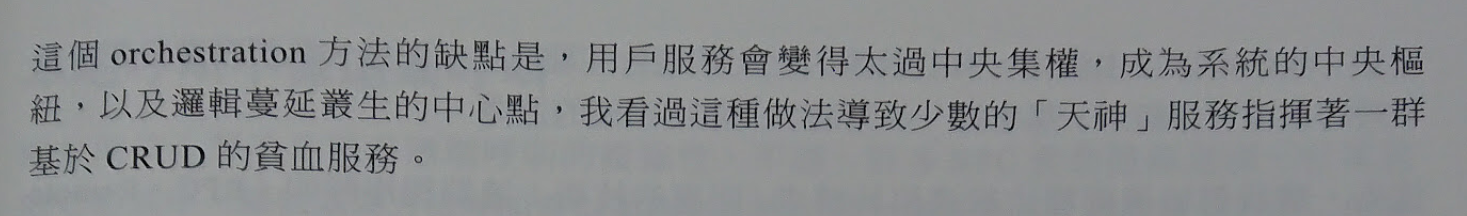 這個 orchestration 方法的缺點是，用戶服務會變得太過中央集權，成為系統的中央樞
紐，以及邏輯蔓延叢生的中心點，我看過這種做法導致少數的「天神」服務指揮著一群
基於 CRUD 的貧血服務。